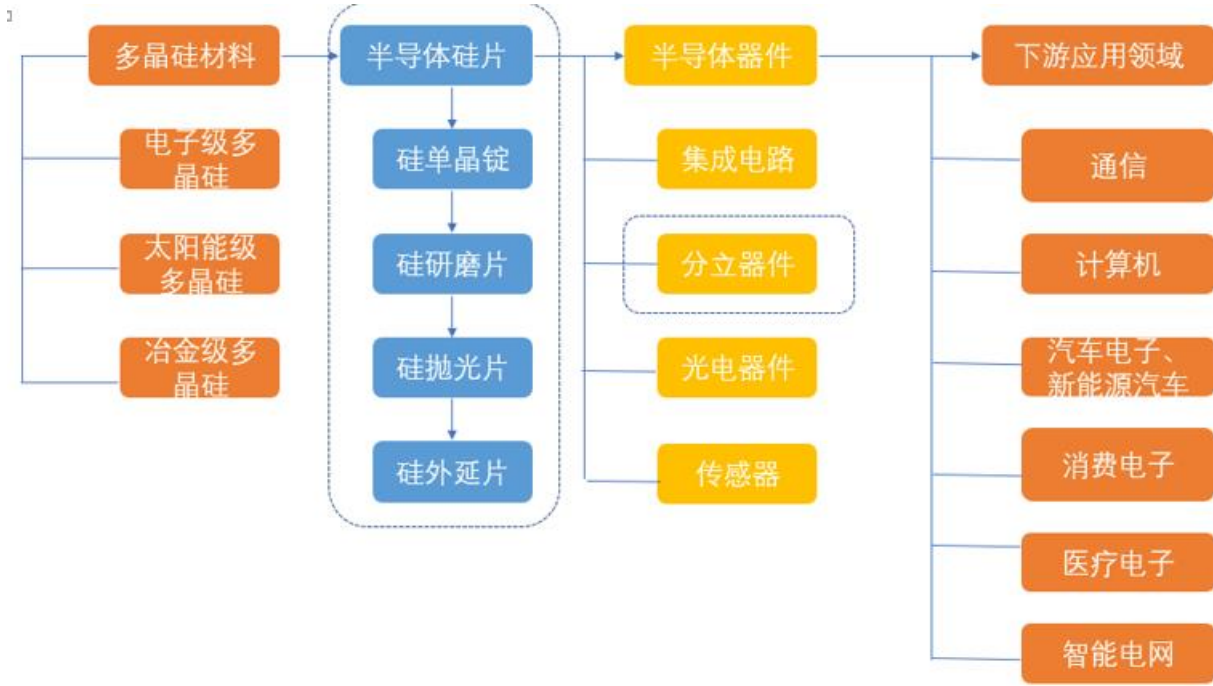 多晶硅材料
电子级多
晶硅
太阳能级
多晶硅
冶金级多
晶硅
半导体硅片
硅单晶锭
硅研磨片
硅抛光片
硅外延片
半导体器件
集成电路
分立器件
光电器件
传感器
下游应用领域
通信
计算机
汽车电子、
新能源汽车
消费电子
医疗电子
智能电网